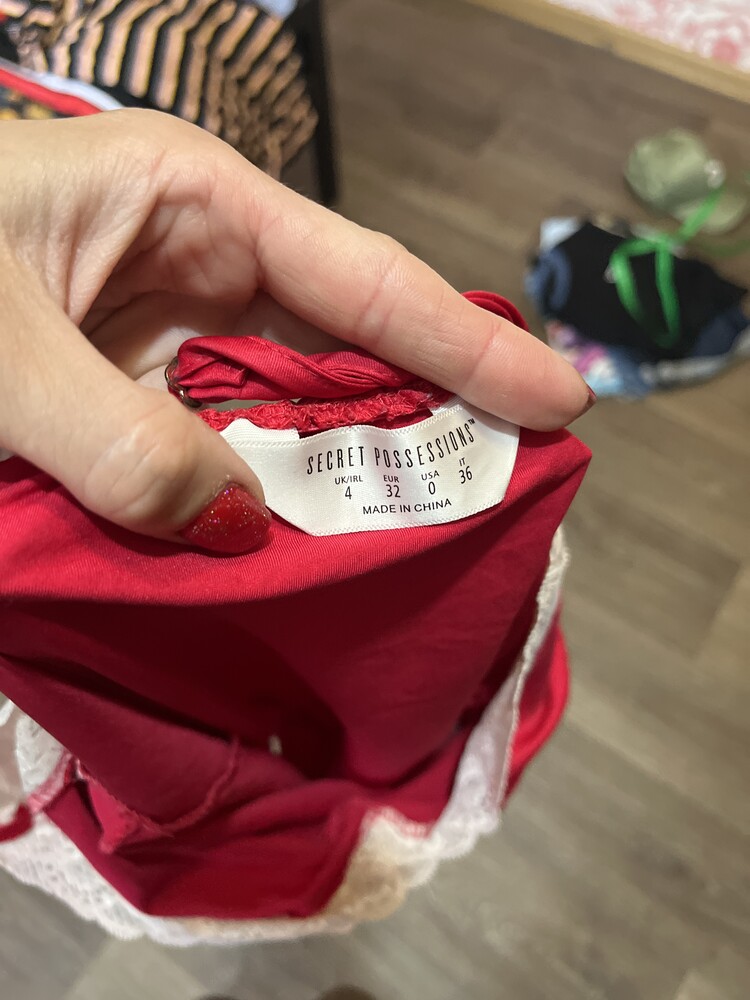 SECRET POSSESSIONS™
UK/IRL EUR USA IT
4 32 0 36
MADE IN CHINA